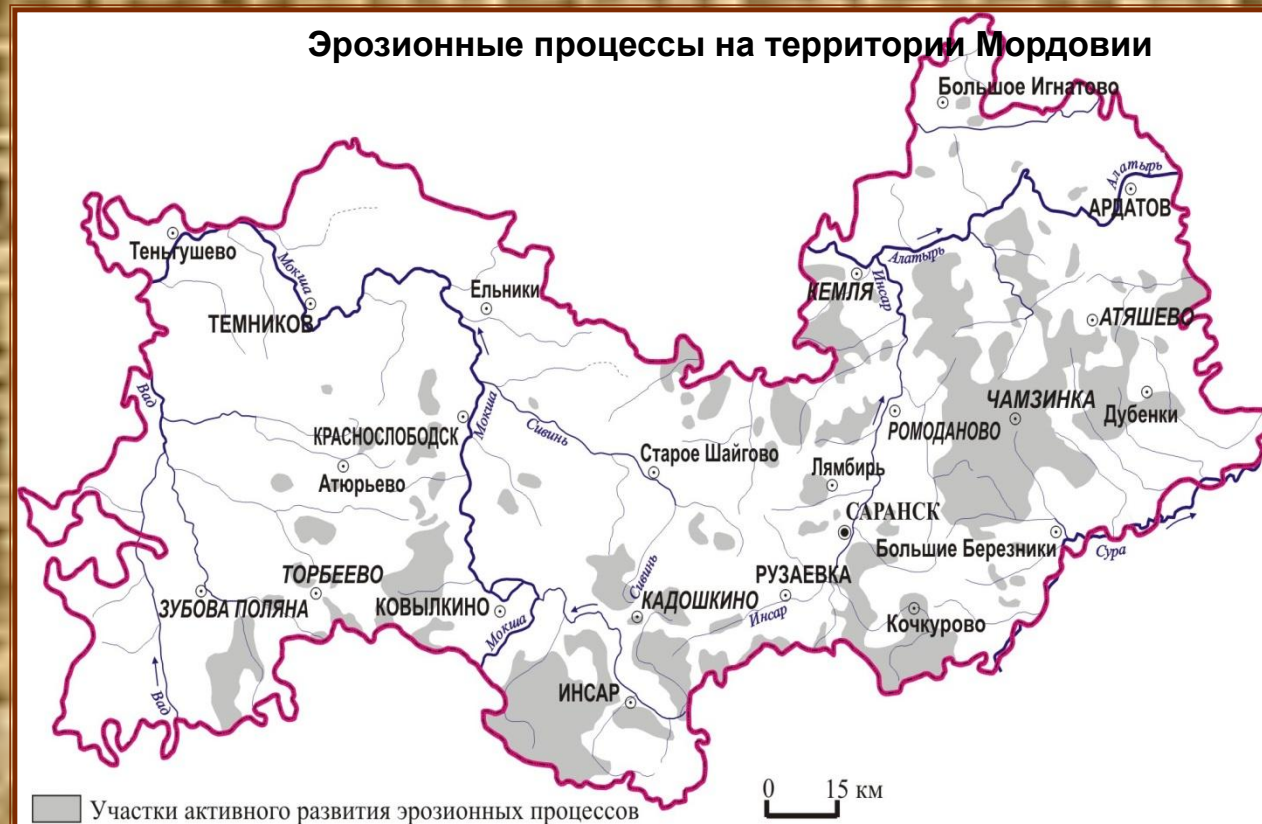 Эрозионные процессы на территории Мордовии
Большое Игнатово
Алатырь
АРДАТОВ
Теньгушево
Мокша
ТЕМНИКОВ
Ельники
Алатырь
КЕМЛЯ
Инсар
АТЯШЕВО
Вад
КРАСНОСЛОБОДСК
Мокша
Сивинь
ЧАМЗИНКА
Дубенки
РОМОДАНОВО
Атюрьево
Старое Шайгово
Лямбирь
САРАНСК
Большие Березники
Сура
ТОРБЕЕВО
ЗУБОВА ПОЛЯНА
КОВЫЛКИНО
Мокша
Сивинь
КАДОШКИНО
РУЗАЕВКА
Инсар
Кочкурово
Вад
ИНСАР
Участки активного развития эрозионных процессов
0 15 км